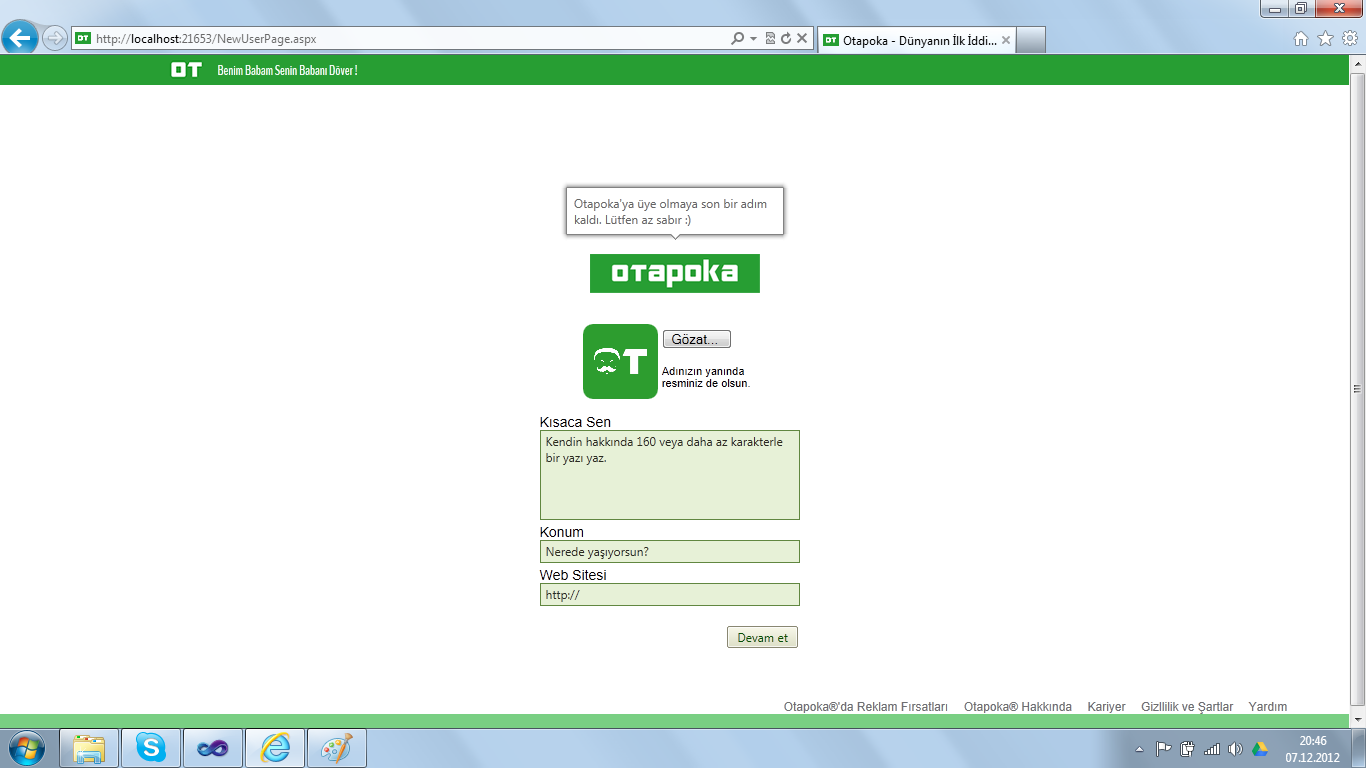 http://localhost:21653/NewUserPage.aspx
OT Otapoka - Dünyanın İlk İddi...
OT Benim Babam Senin Babanı Döver !
Otapoka'ya üye olmaya son bir adım
kaldı. Lütfen az sabır :)
otapoka
OT
Gözat...
Adınızın yanında
resminiz de olsun.
Kısaca Sen
Kendin hakkında 160 veya daha az karakterle
bir yazı yaz.
Konum
Nerede yaşıyorsun?
Web Sitesi
http://
Devam et
Otapoka®'da Reklam Fırsatları Otapoka® Hakkında Kariyer Gizllilik ve Şartlar Yardım
20:46
07.12.2012